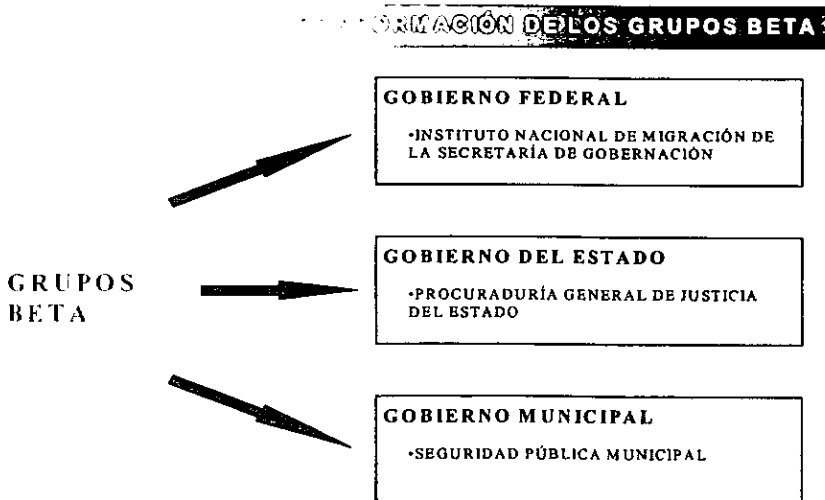 DE LOS GRUPOS BETA
GOBIERNO FEDERAL
•INSTITUTO NACIONAL DE MIGRACIÓN DE
LA SECRETARÍA DE GOBERNACIÓN
GRUPOS
BETA
GOBIERNO DEL ESTADO
•PROCURADURÍA GENERAL DE JUSTICIA
DEL ESTADO
GOBIERNO MUNICIPAL
•SEGURIDAD PÚBLICA MUNICIPAL